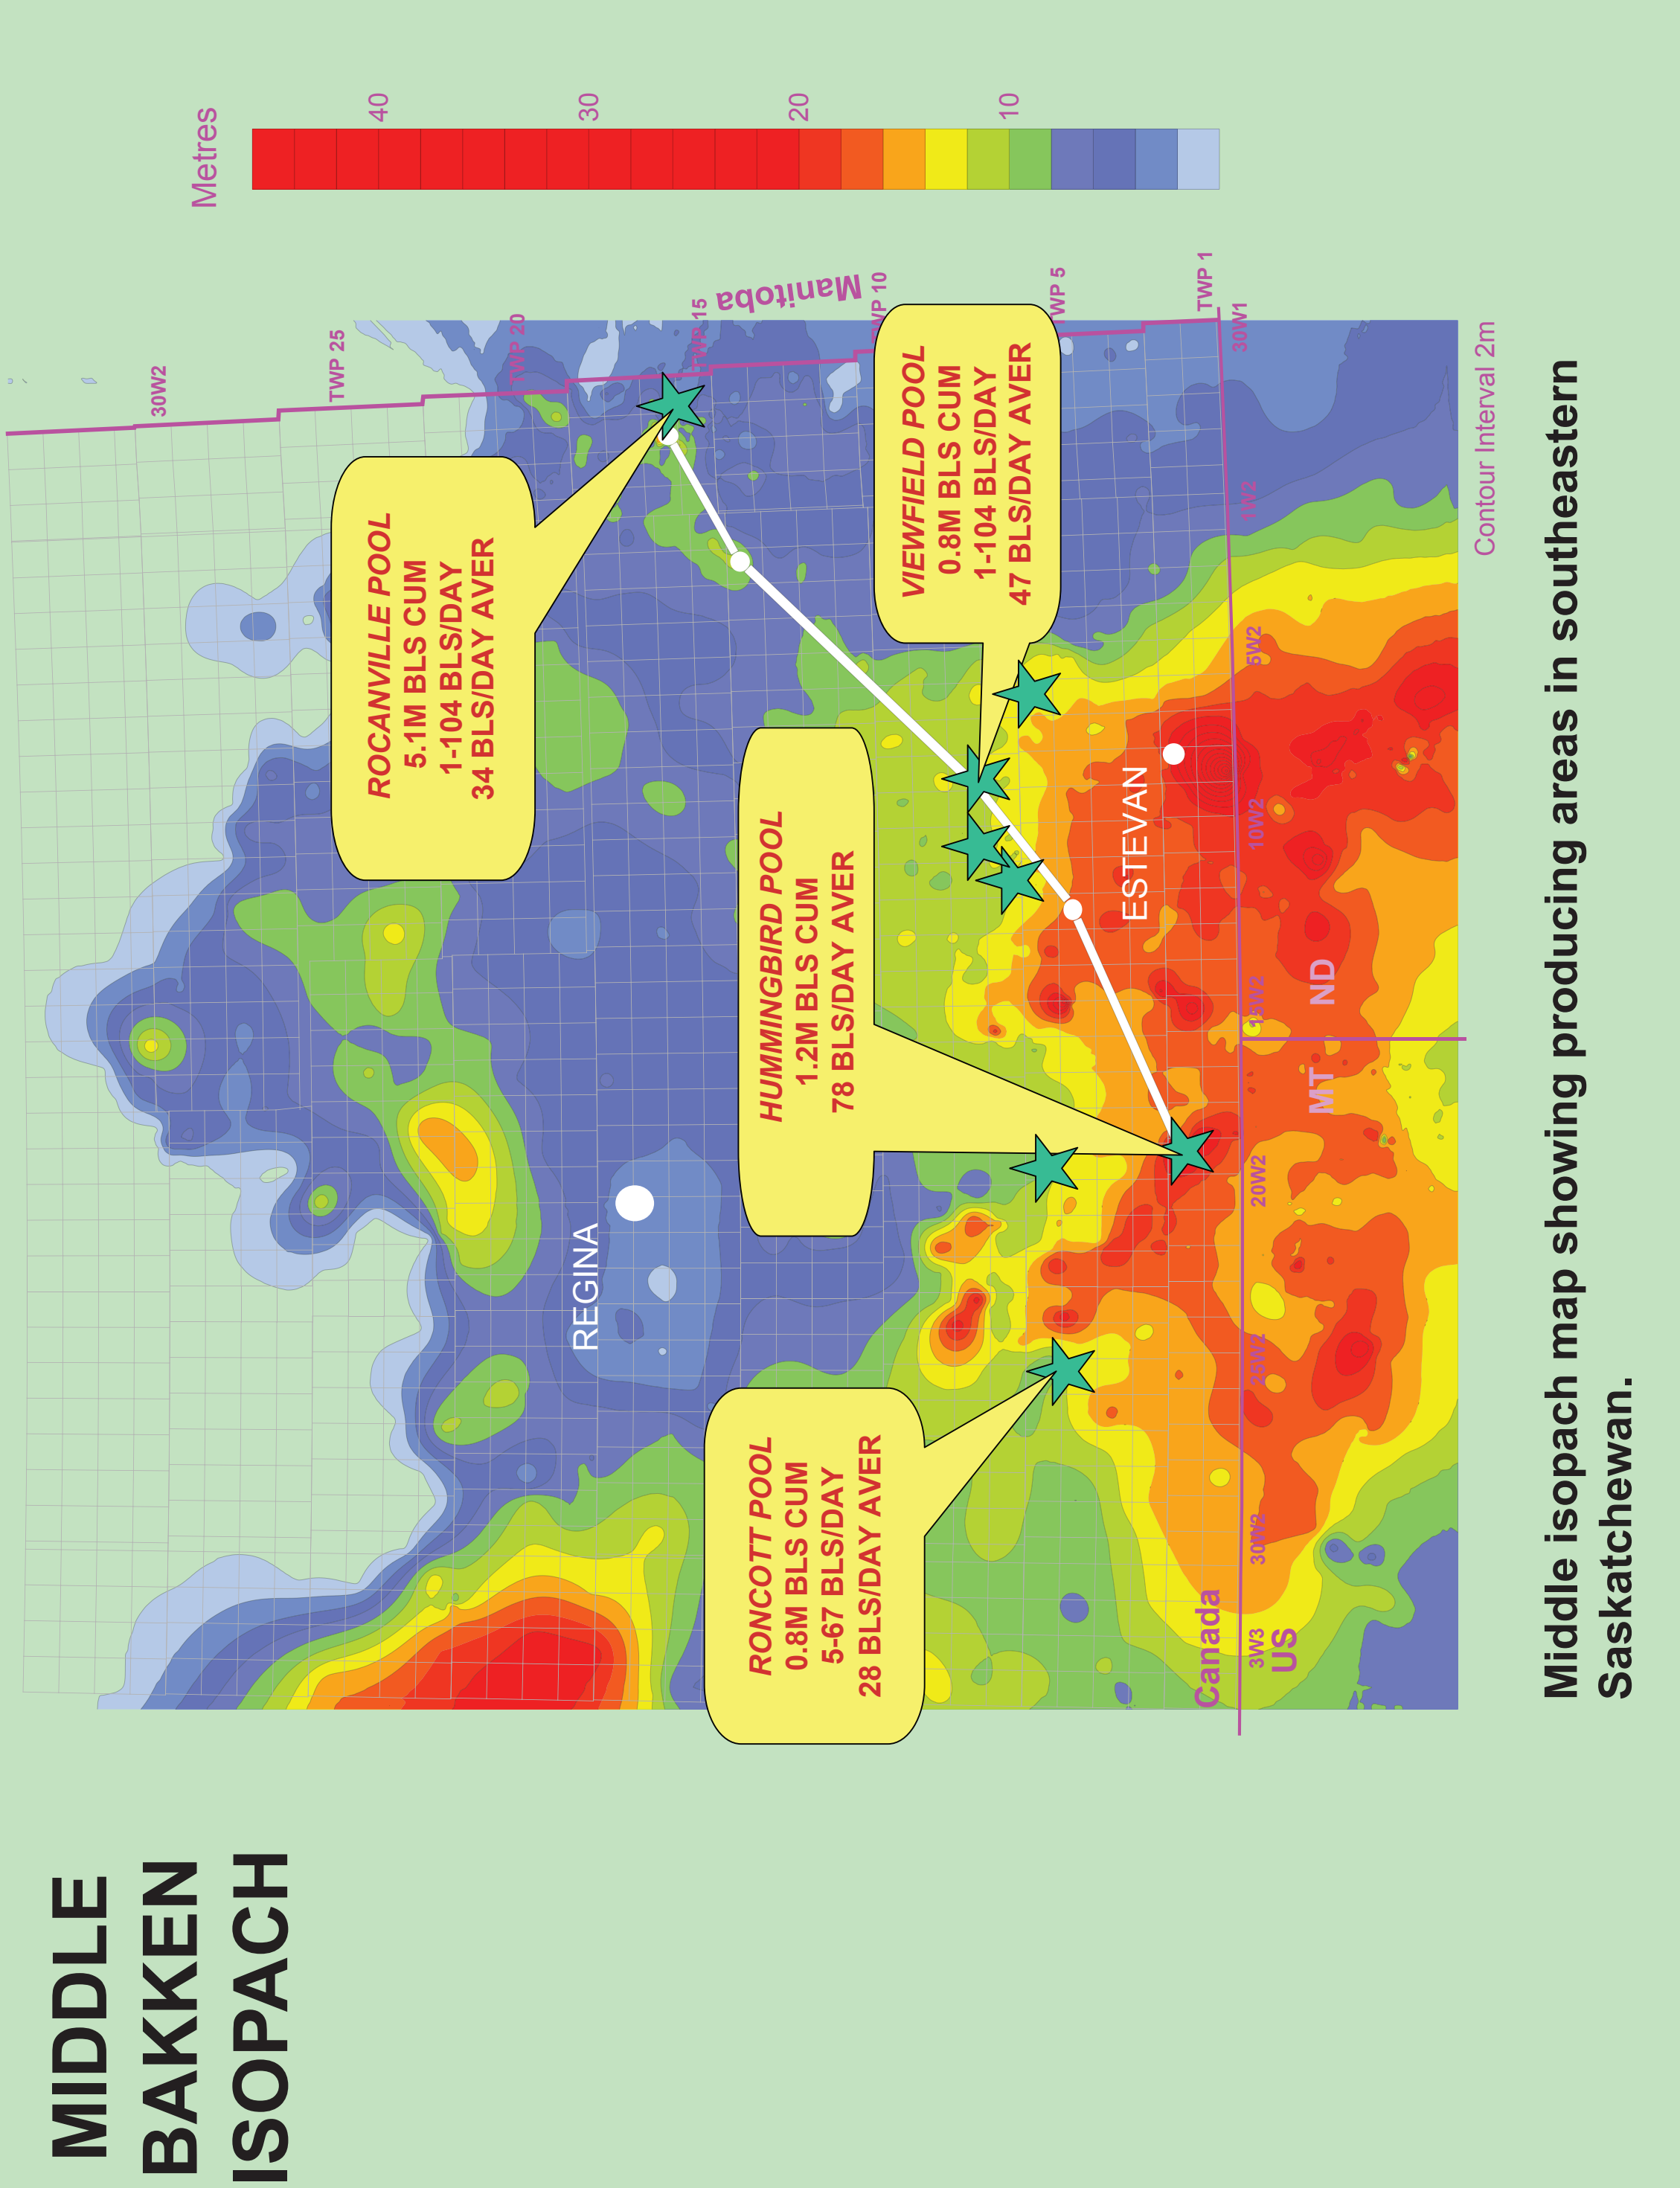 MIDDLE
BAKKEN
ISOPACH
Metres
40
30
20
10
30W2
TWP 25
TWP 20
TWP 15
Manitoba
WP 10
WP 5
TWP 1
ROCANVILLE POOL
5.1M BLS CUM
1-104 BLS/DAY
34 BLS/DAY AVER
VIEWFIELD POOL
0.8M BLS CUM
1-104 BLS/DAY
47 BLS/DAY AVER
HUMMINGBIRD POOL
1.2M BLS CUM
78 BLS/DAY AVER
RONCOTT POOL
0.8M BLS CUM
5-67 BLS/DAY
28 BLS/DAY AVER
REGINA
ESTEVAN
Canada
US
3W3
30W2
25W2
20W2
15W2
10W2
5W2
1W2
30W1
MT
ND
Contour Interval 2m
Middle isopach map showing producing areas in southeastern
Saskatchewan.